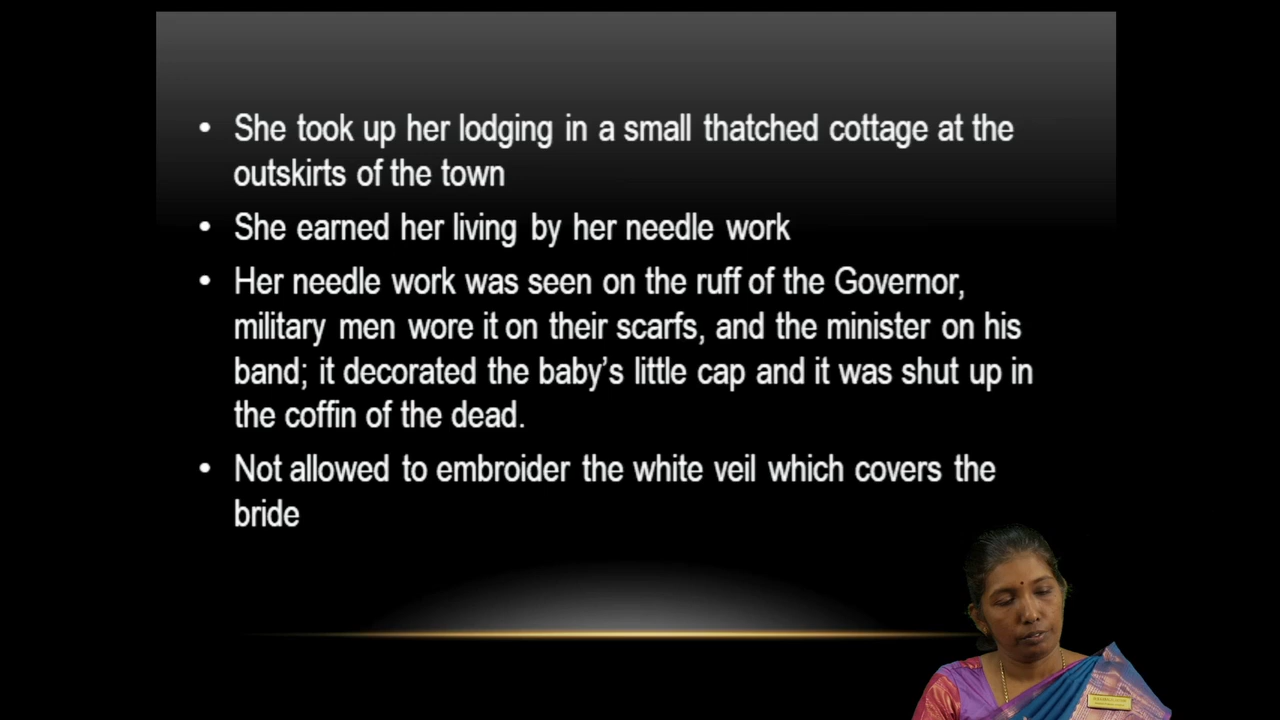 • She took up her lodging in a small thatched cottage at the
outskirts of the town
• She earned her living by her needle work
• Her needle work was seen on the ruff of the Governor,
military men wore it on their scarfs, and the minister on his
band; it decorated the baby's little cap and it was shut up in
the coffin of the dead.
• Not allowed to embroider the white veil which covers the
bride